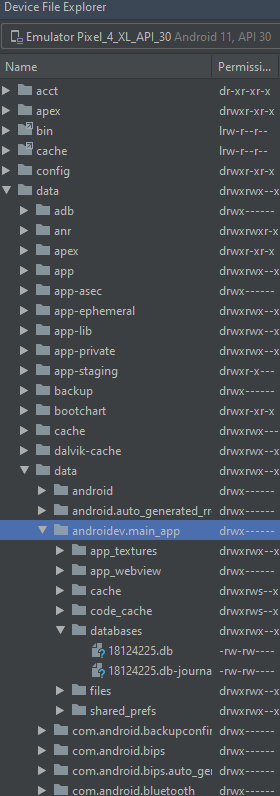 Device File Explorer
Emulator Pixel_4_XL_API_30 Android 11, API 30
Name Permissi...
acct dr-xr-xr-x
apex drwxr-xr-x
bin lrw-r--r--
cache lrw-r--r--
config drwxr-xr-x
data drwxrwx--x
adb drwx------
anr drwxrwxr-x
apex drwxr-xr-x
app drwxrwx--x
app-asec drwx------
app-ephemeral drwxrwx--x
app-lib drwxrwx--x
app-private drwxrwx--x
app-staging drwxr-x---
backup drwx------
bootchart drwxr-xr-x
cache drwxrwx---
dalvik-cache drwxrwx--x
data drwxrwx--x
android drwx------
android.auto_generated_rr drwx------
androidev.main_app drwx------
app_textures drwxrwx--x
app_webview drwx------
cache drwxrws--x
code_cache drwxrws--x
databases drwxrwx--x
18124225.db -rw-rw----
18124225.db-journa -rw-rw----
files drwxrwx--x
shared_prefs drwxrwx--x
com.android.backupconfir drwx------
com.android.bips drwx------
com.android.bips.auto_ger drwx------
com.android.bluetooth drwx------